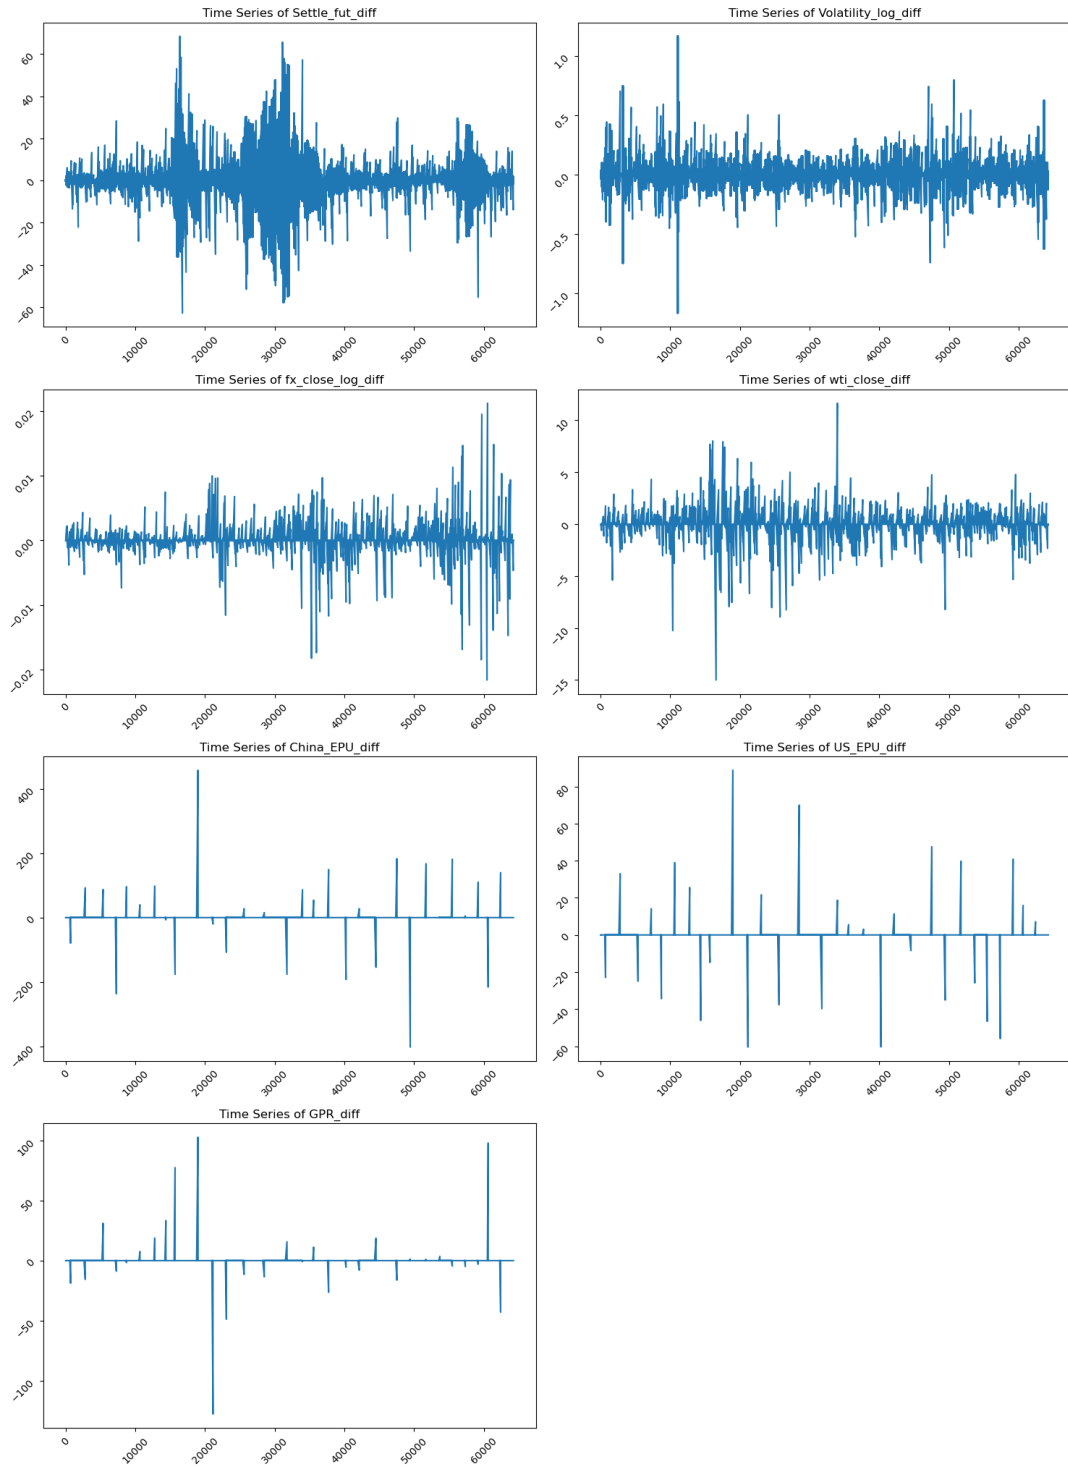 Time Series of Settle_fut_diff
60
40
20
0
−20
−40
−60
0 10000 20000 30000 40000 50000 60000
Time Series of Volatility_log_diff
1.0
0.5
0.0
−0.5
−1.0
0 10000 20000 30000 40000 50000 60000
Time Series of fx_close_log_diff
0.02
0.01
0.00
−0.01
−0.02
0 10000 20000 30000 40000 50000 60000
Time Series of wti_close_diff
10
5
0
−5
−10
−15
0 10000 20000 30000 40000 50000 60000
Time Series of China_EPU_diff
400
200
0
−200
−400
0 10000 20000 30000 40000 50000 60000
Time Series of US_EPU_diff
80
60
40
20
0
−20
−40
−60
0 10000 20000 30000 40000 50000 60000
Time Series of GPR_diff
100
50
0
−50
−100
0 10000 20000 30000 40000 50000 60000